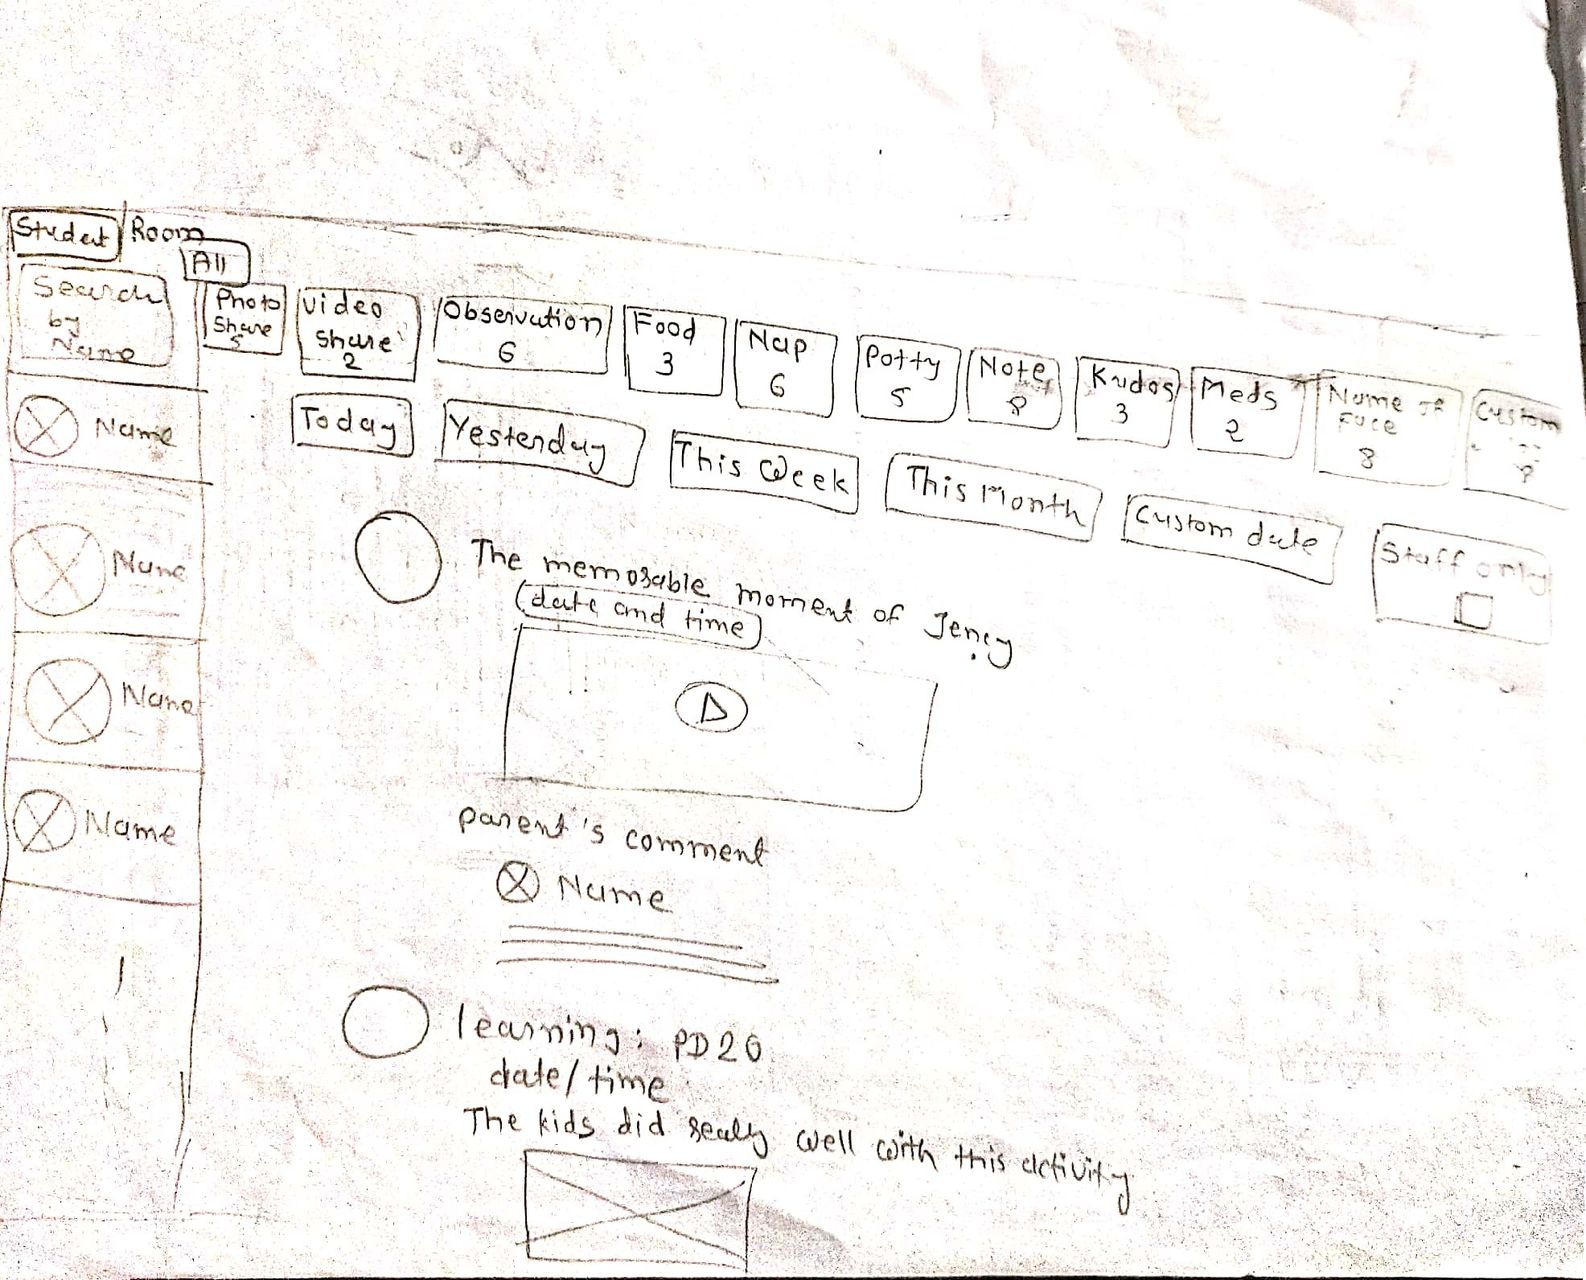 Student Room
All
Search
by
Name
Photo
Share
5
Video
Share
2
Observation
6
Food
3
Nap
6
Potty
5
Note
8
Kudos
3
Meds
2
Name
Face
8
Custom
Today
Yesterday
This Week
This Month
Custom date
Staff only
Name
Name
Name
Name
The memorable moment of Jency
(date and time)
parent's comment
Name
learning: PD20
date/time
The kids did really well with this activity